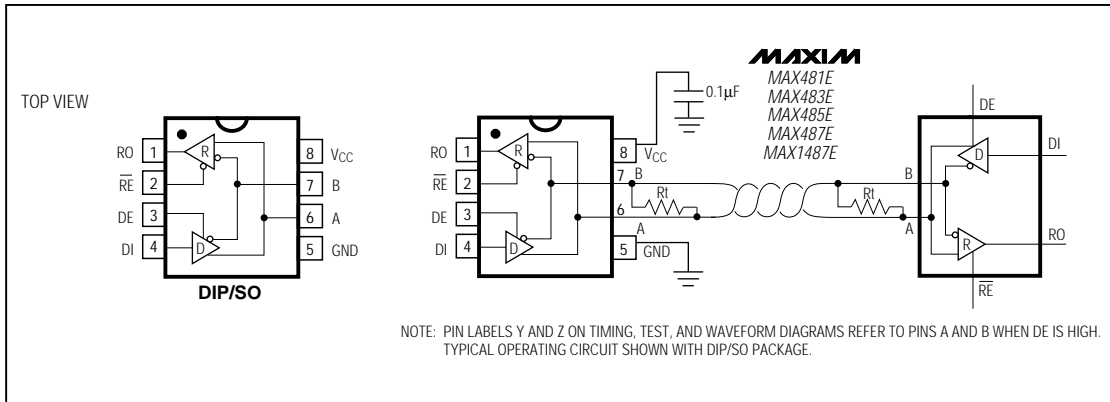 TOP VIEW
RO 1
RE 2
DE 3
DI 4
R
D
8 VCC
7 B
6 A
5 GND
DIP/SO
RO 1
RE 2
DE 3
DI 4
R
D
8 VCC
7 B
6
A
5 GND
0.1µF
MAXIM
MAX481E
MAX483E
MAX485E
MAX487E
MAX1487E
Rt
Rt
DE
D
DI
B
A
R
RO
RE
NOTE: PIN LABELS Y AND Z ON TIMING, TEST, AND WAVEFORM DIAGRAMS REFER TO PINS A AND B WHEN DE IS HIGH.
TYPICAL OPERATING CIRCUIT SHOWN WITH DIP/SO PACKAGE.